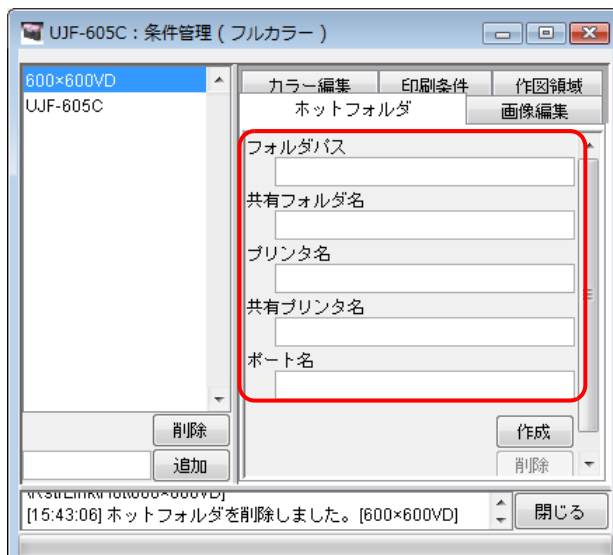 UJF-605C：条件管理 ( フルカラー )
600×600VD
UJF-605C
カラー編集
印刷条件
作図領域
ホットフォルダ
画像編集
フォルダパス
共有フォルダ名
プリンタ名
共有プリンタ名
ポート名
削除
追加
作成
削除
[15:43:06] ホットフォルダを削除しました。[600×600VD]
閉じる